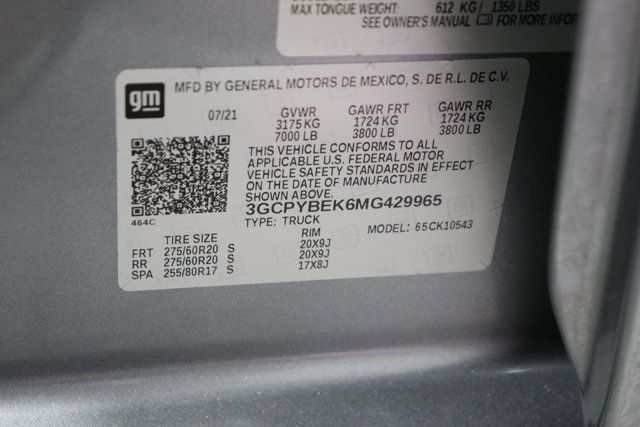 MAX TONGUE WEIGHT: 612 KG / 1350 LBS
SEE OWNER'S MANUAL FOR MORE INFOR
gm
MFD BY GENERAL MOTORS DE MEXICO, S. DE R.L. DE C.V.
07/21 GVWR GAWR FRT GAWR RR
3175 KG 1724 KG 1724 KG
7000 LB 3800 LB 3800 LB
THIS VEHICLE CONFORMS TO ALL
APPLICABLE U.S. FEDERAL MOTOR
VEHICLE SAFETY STANDARDS IN EFFECT
ON THE DATE OF MANUFACTURE
SHOWN ABOVE.
3GCPYBEK6MG429965
464C
TYPE: TRUCK MODEL: 65CK10543
TIRE SIZE RIM
FRT 275/60R20 S 20X9J
RR 275/60R20 S 20X9J
SPA 255/80R17 S 17X8J